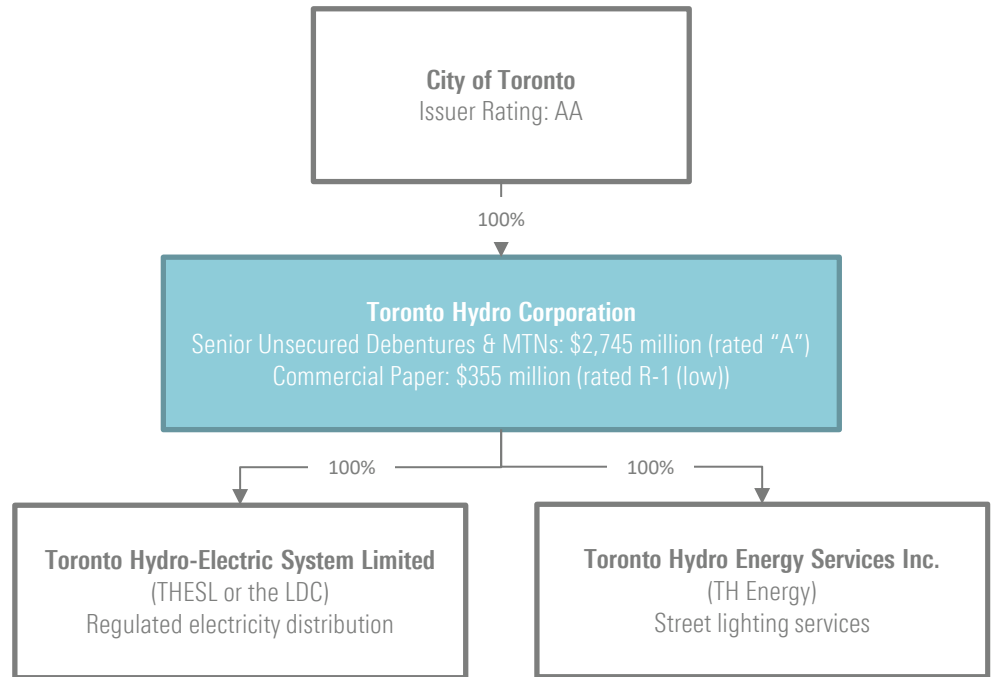 City of Toronto
Issuer Rating: AA
100%
Toronto Hydro Corporation
Senior Unsecured Debentures & MTNs: $2,745 million (rated “A”)
Commercial Paper: $355 million (rated R-1 (low))
100%
100%
Toronto Hydro-Electric System Limited
(THESL or the LDC)
Regulated electricity distribution
Toronto Hydro Energy Services Inc.
(TH Energy)
Street lighting services